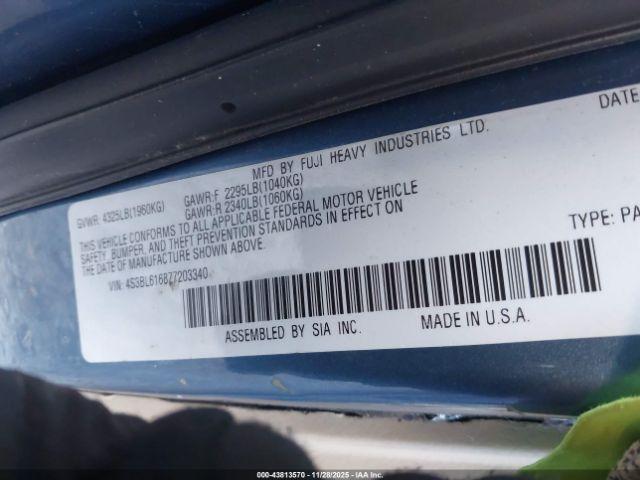 MFD BY FUJI HEAVY INDUSTRIES LTD.
DATE
GVWR: 4325LB(1960KG)
GAWR:F 2295LB(1040KG)
GAWR:R 2340LB(1060KG)
THIS VEHICLE CONFORMS TO ALL APPLICABLE FEDERAL MOTOR VEHICLE
SAFETY, BUMPER, AND THEFT PREVENTION STANDARDS IN EFFECT ON
THE DATE OF MANUFACTURE SHOWN ABOVE.
VIN: 4S3BL616877203340
TYPE: PA
ASSEMBLED BY SIA INC.
MADE IN U.S.A.
00-43813570 - 11/28/2025 - IAA Inc.